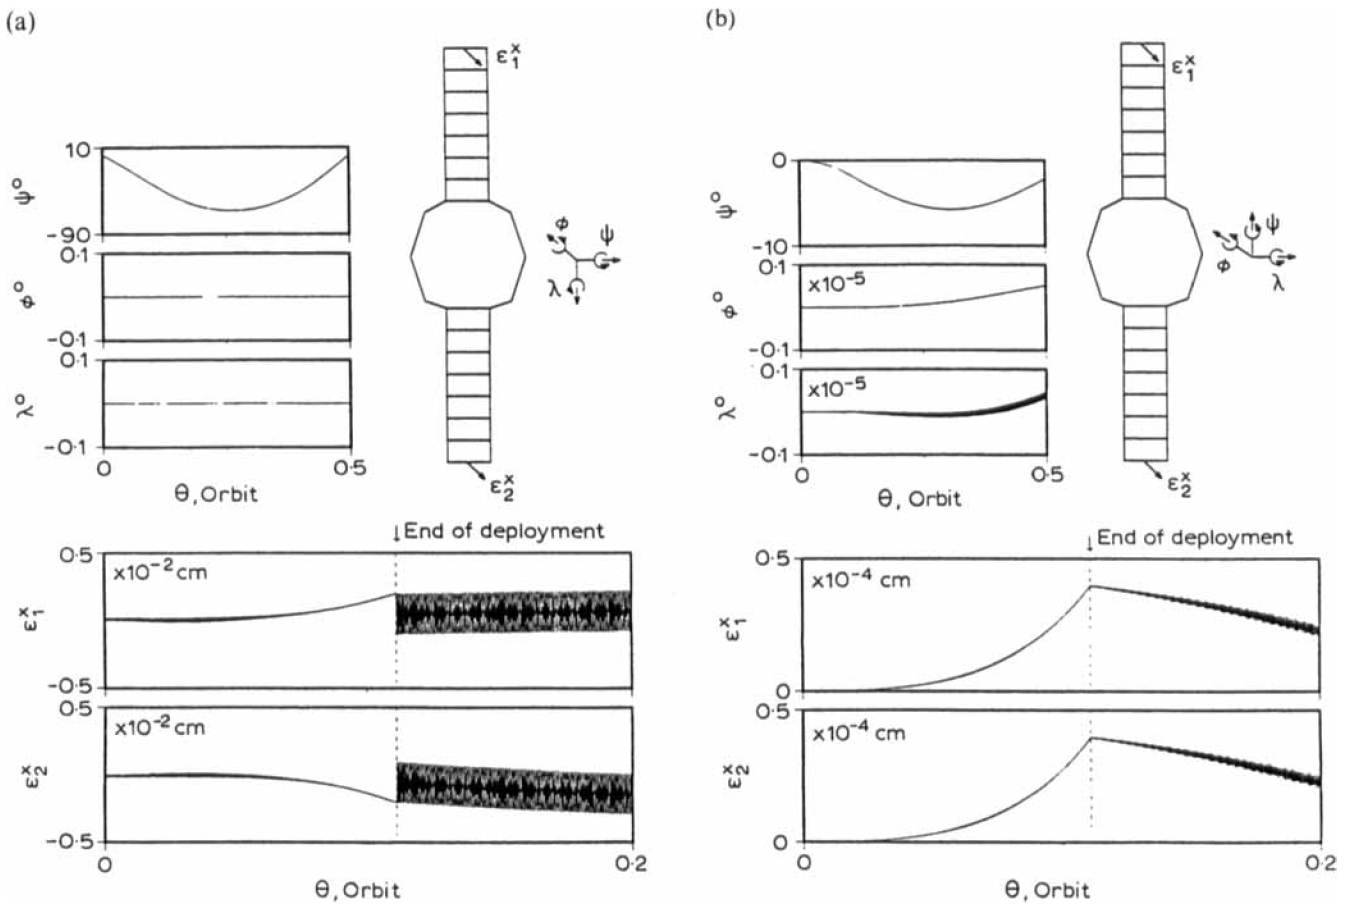 (a)
ε₁ˣ
10
ψ°
-90
0·1
φ°
-0·1
0·1
λ°
-0·1
0
0·5
θ, Orbit
φ
ψ
λ
ε₂ˣ
↓End of deployment
0·5
x10⁻² cm
ε₁ˣ
-0·5
0·5
x10⁻² cm
ε₂ˣ
-0·5
0
0·2
θ, Orbit
(b)
ε₁ˣ
0
ψ°
-10
0·1
x10⁻⁵
φ°
-0·1
0·1
x10⁻⁵
λ°
-0·1
0
0·5
θ, Orbit
ψ
φ
λ
ε₂ˣ
↓End of deployment
0·5
x10⁻⁴ cm
ε₁ˣ
0
0·5
x10⁻⁴ cm
ε₂ˣ
0
0
0·2
θ, Orbit